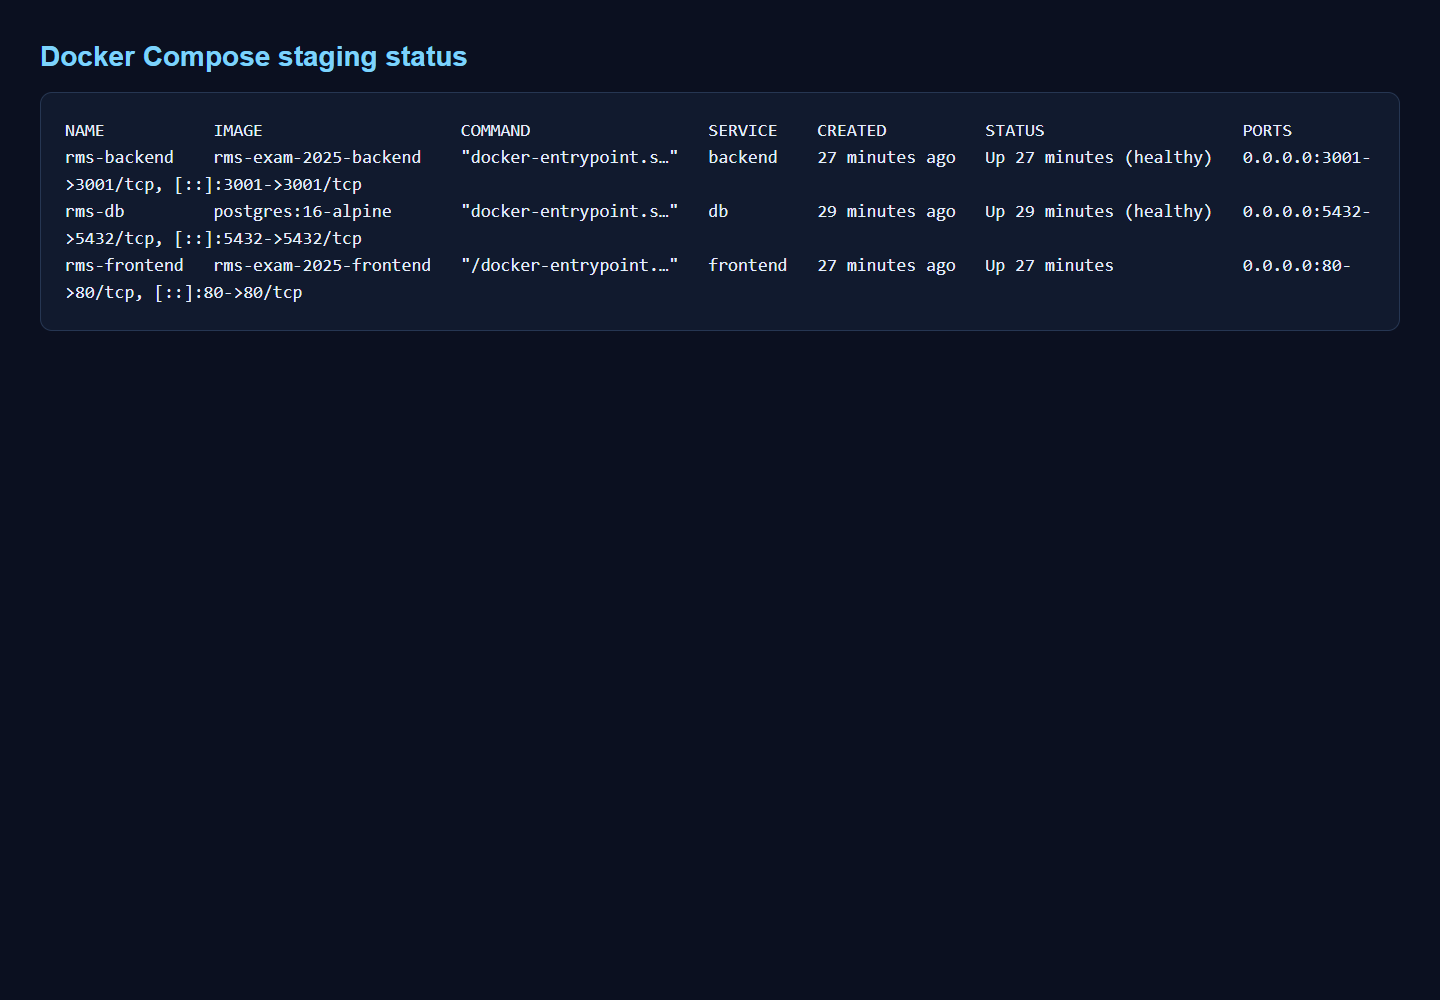 Docker Compose staging status
NAME           IMAGE                    COMMAND                  SERVICE    CREATED          STATUS                    PORTS
rms-backend    rms-exam-2025-backend    "docker-entrypoint.s…"   backend    27 minutes ago   Up 27 minutes (healthy)   0.0.0.0:3001-
>3001/tcp, [::]:3001->3001/tcp
rms-db         postgres:16-alpine       "docker-entrypoint.s…"   db         29 minutes ago   Up 29 minutes (healthy)   0.0.0.0:5432-
>5432/tcp, [::]:5432->5432/tcp
rms-frontend   rms-exam-2025-frontend   "/docker-entrypoint.…"   frontend   27 minutes ago   Up 27 minutes             0.0.0.0:80-
>80/tcp, [::]:80->80/tcp